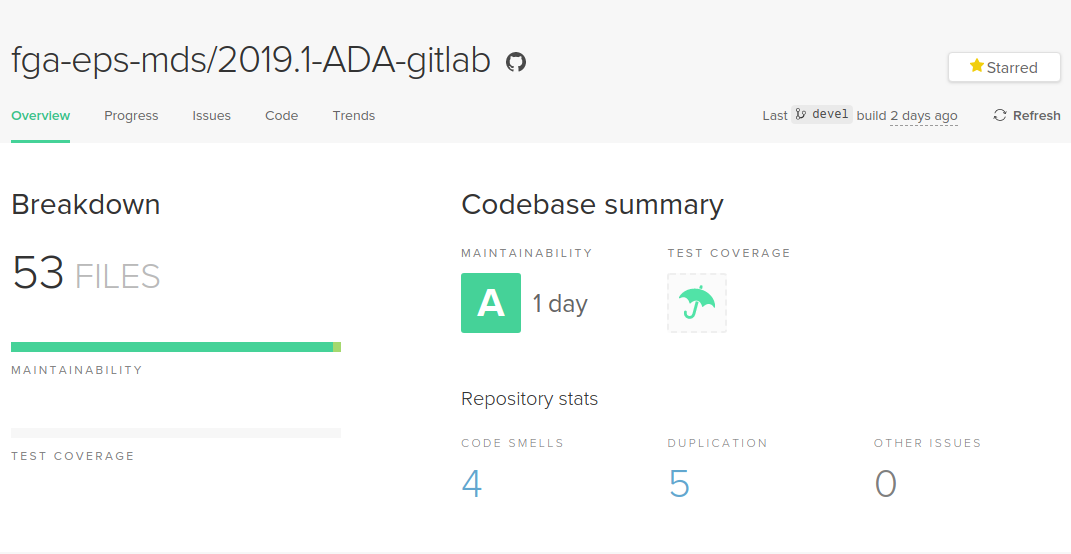 fga-eps-mds/2019.1-ADA-gitlab
Starred
Overview Progress Issues Code Trends Last devel build 2 days ago Refresh
Breakdown
53 FILES
MAINTAINABILITY
TEST COVERAGE
Codebase summary
MAINTAINABILITY TEST COVERAGE
A 1 day
Repository stats
CODE SMELLS DUPLICATION OTHER ISSUES
4 5 0